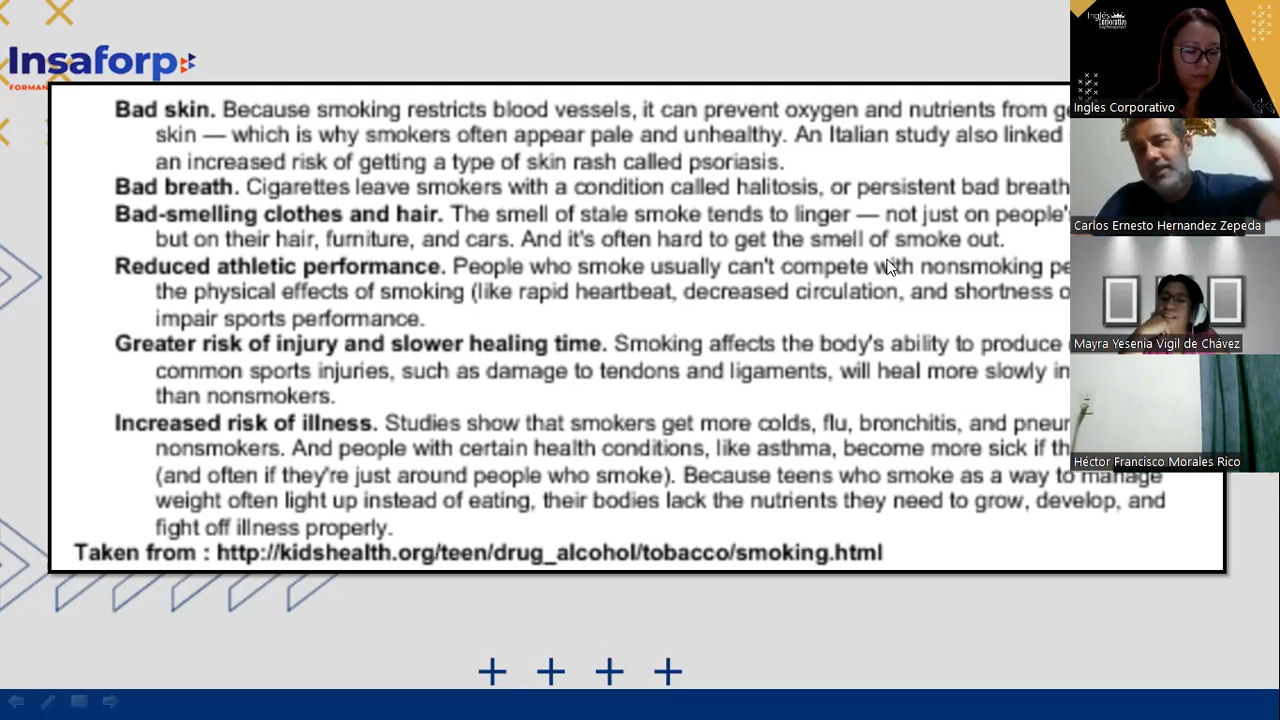 Insaforp
FORMAN
Bad skin. Because smoking restricts blood vessels, it can prevent oxygen and nutrients from g
skin — which is why smokers often appear pale and unhealthy. An Italian study also linked
an increased risk of getting a type of skin rash called psoriasis.
Bad breath. Cigarettes leave smokers with a condition called halitosis, or persistent bad breath
Bad-smelling clothes and hair. The smell of stale smoke tends to linger — not just on people'
but on their hair, furniture, and cars. And it's often hard to get the smell of smoke out.
Reduced athletic performance. People who smoke usually can't compete with nonsmoking pe
the physical effects of smoking (like rapid heartbeat, decreased circulation, and shortness o
impair sports performance.
Greater risk of injury and slower healing time. Smoking affects the body's ability to produce
common sports injuries, such as damage to tendons and ligaments, will heal more slowly in
than nonsmokers.
Increased risk of illness. Studies show that smokers get more colds, flu, bronchitis, and pneu
nonsmokers. And people with certain health conditions, like asthma, become more sick if th
(and often if they're just around people who smoke). Because teens who smoke as a way to manage
weight often light up instead of eating, their bodies lack the nutrients they need to grow, develop, and
fight off illness properly.
Taken from : http://kidshealth.org/teen/drug_alcohol/tobacco/smoking.html
Inglés
Corporativo
Ingles Corporativo
Carlos Ernesto Hernandez Zepeda
Mayra Yesenia Vigil de Chávez
Héctor Francisco Morales Rico